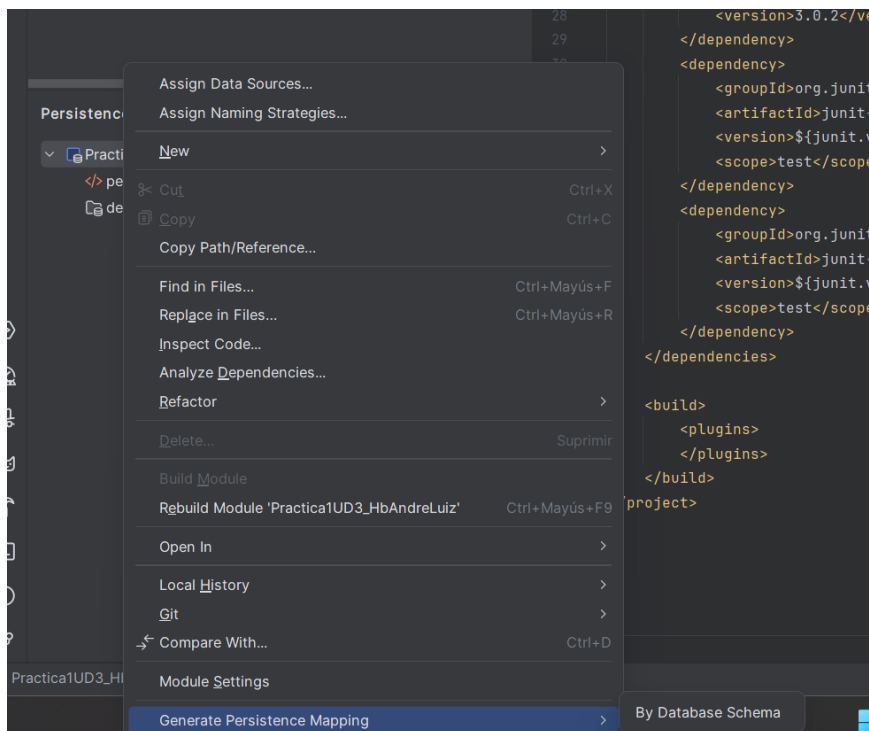 28 <version>3.0.2</ve
29 </dependency>
<dependency>
<groupId>org.junit
<artifactId>junit-
<version>${junit.v
<scope>test</scope
</dependency>
<dependency>
<groupId>org.junit
<artifactId>junit-
<version>${junit.v
<scope>test</scope
</dependency>
</dependencies>
<build>
<plugins>
</plugins>
</build>
project>
Persistence
Practi
pe
de
Assign Data Sources...
Assign Naming Strategies...
New
Cut Ctrl+X
Copy Ctrl+C
Copy Path/Reference...
Find in Files... Ctrl+Mayús+F
Replace in Files... Ctrl+Mayús+R
Inspect Code...
Analyze Dependencies...
Refactor
Delete... Suprimir
Build Module
Rebuild Module 'Practica1UD3_HbAndreLuiz' Ctrl+Mayús+F9
Open In
Local History
Git
Compare With... Ctrl+D
Module Settings
Generate Persistence Mapping
By Database Schema
Practica1UD3_H